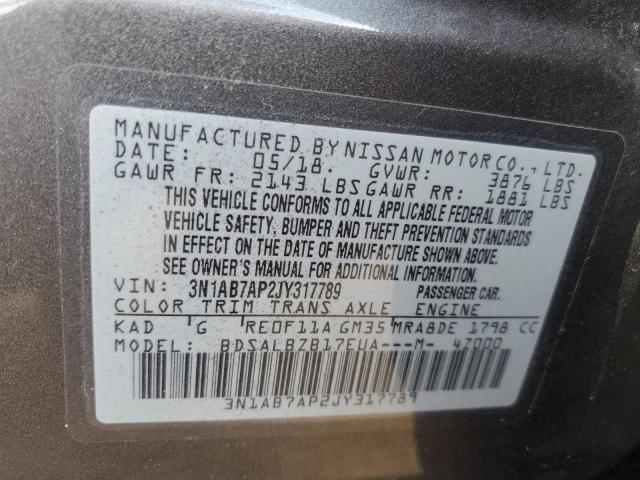 MANUFACTURED BY NISSAN MOTOR CO., LTD.
DATE: 05/18. GVWR: 3876 LBS
GAWR FR: 2143 LBS GAWR RR: 1881 LBS
THIS VEHICLE CONFORMS TO ALL APPLICABLE FEDERAL MOTOR
VEHICLE SAFETY, BUMPER AND THEFT PREVENTION STANDARDS
IN EFFECT ON THE DATE OF MANUFACTURE SHOWN ABOVE.
SEE OWNER'S MANUAL FOR ADDITIONAL INFORMATION.
VIN: 3N1AB7AP2JY317789 PASSENGER CAR.
COLOR TRIM TRANS AXLE ENGINE
KAD G RE0F11A GM35 MRA8DE 1798 CC
MODEL: BDSALBZB17EUA---M- 4Z000
3N1AB7AP2JY317789